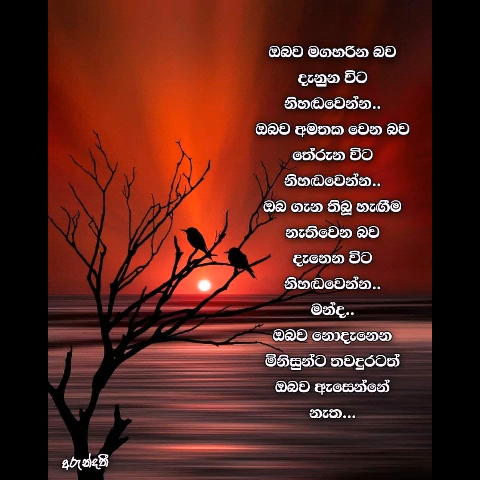 ඔබව මගහරින බව
දැනුන විට
නිහඬවෙන්න..
ඔබව අමතක වෙන බව
තේරුන විට
නිහඬවෙන්න..
ඔබ ගැන තිබූ හැඟීම
නැතිවෙන බව
දැනෙන විට
නිහඬවෙන්න..
මන්ද..
ඔබව නොදැනෙන
මිනිසුන්ට තවදුරටත්
ඔබව ඇසෙන්නේ
නැත...
අරුන්දතී